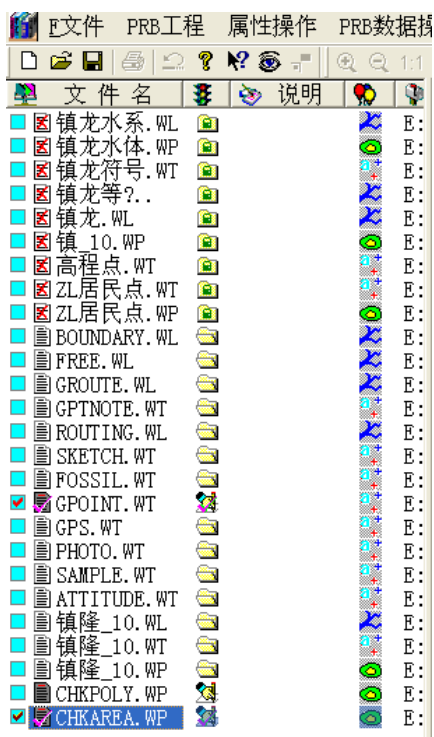 F文件 PRB工程 属性操作 PRB数据操
1:1
文件名 说明
镇龙水系.WL E:
镇龙水体.WP E:
镇龙符号.WT E:
镇龙等?.. E:
镇龙.WL E:
镇_10.WP E:
高程点.WT E:
ZL居民点.WT E:
ZL居民点.WP E:
BOUNDARY.WL E:
FREE.WL E:
GROUTE.WL E:
GPTNOTE.WT E:
ROUTING.WL E:
SKETCH.WT E:
FOSSIL.WT E:
GPOINT.WT E:
GPS.WT E:
PHOTO.WT E:
SAMPLE.WT E:
ATTITUDE.WT E:
镇隆_10.WL E:
镇隆_10.WT E:
镇隆_10.WP E:
CHKPOLY.WP E:
CHKAREA.WP E: